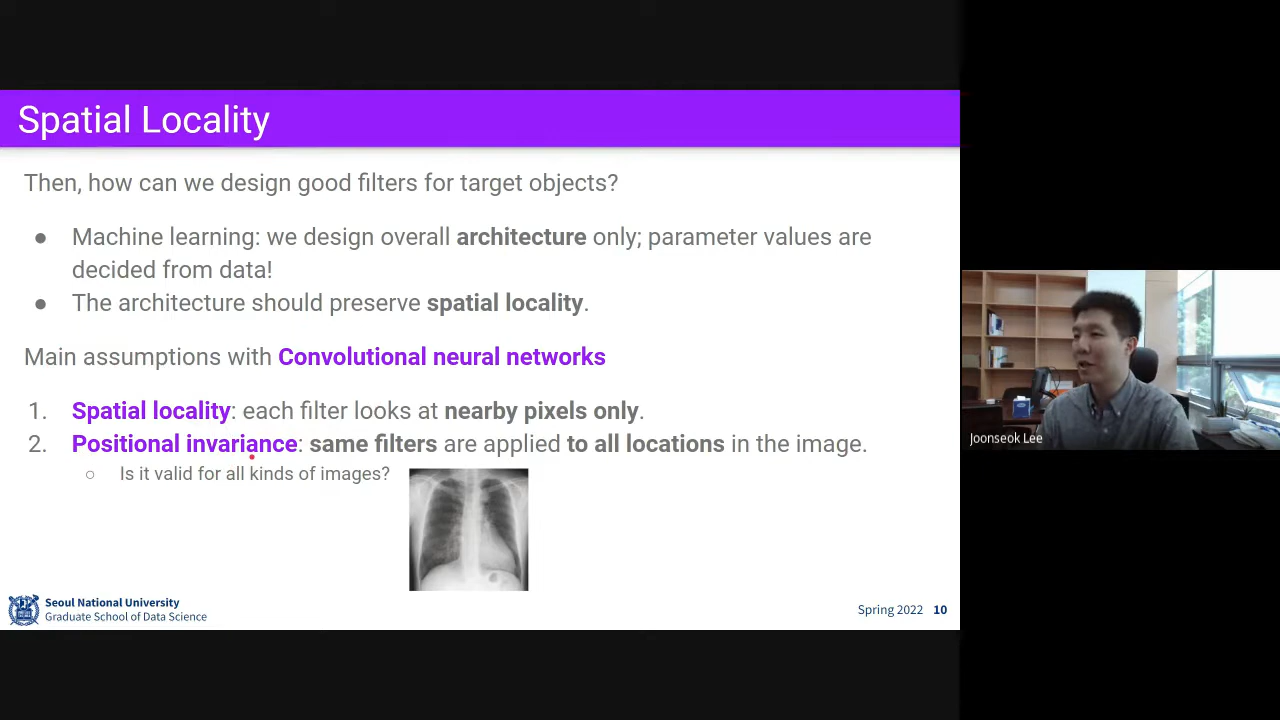 Spatial Locality
Then, how can we design good filters for target objects?
● Machine learning: we design overall architecture only; parameter values are
decided from data!
● The architecture should preserve spatial locality.
Main assumptions with Convolutional neural networks
1. Spatial locality: each filter looks at nearby pixels only.
2. Positional invariance: same filters are applied to all locations in the image.
○ Is it valid for all kinds of images?
Seoul National University
Graduate School of Data Science
Spring 2022 10
Joonseok Lee